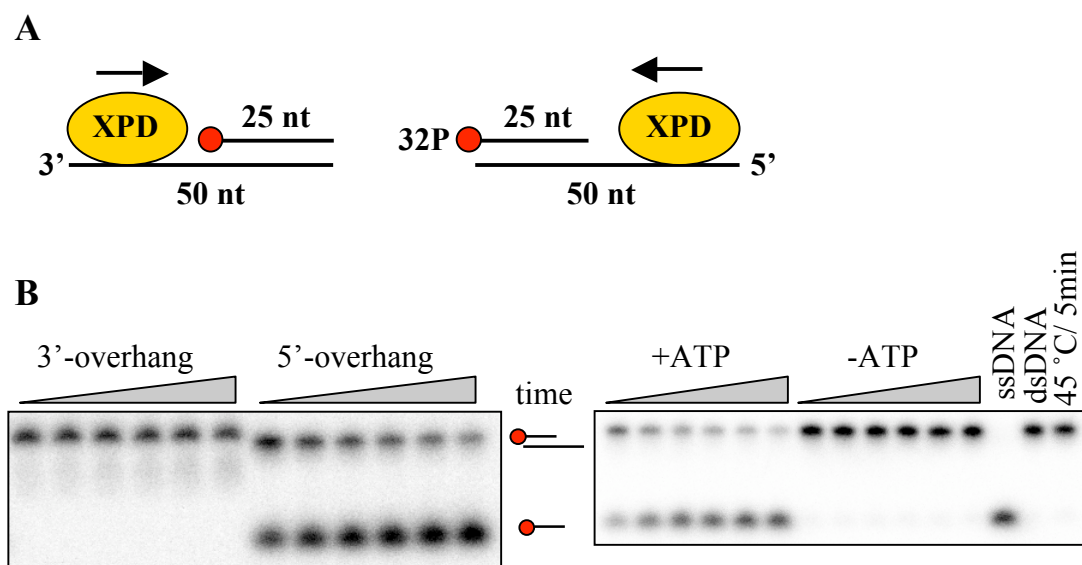 A
XPD 25 nt 32P 25 nt XPD
3’ 50 nt 50 nt 5’
B
3’-overhang 5’-overhang time +ATP -ATP ssDNA dsDNA 45 °C/ 5min